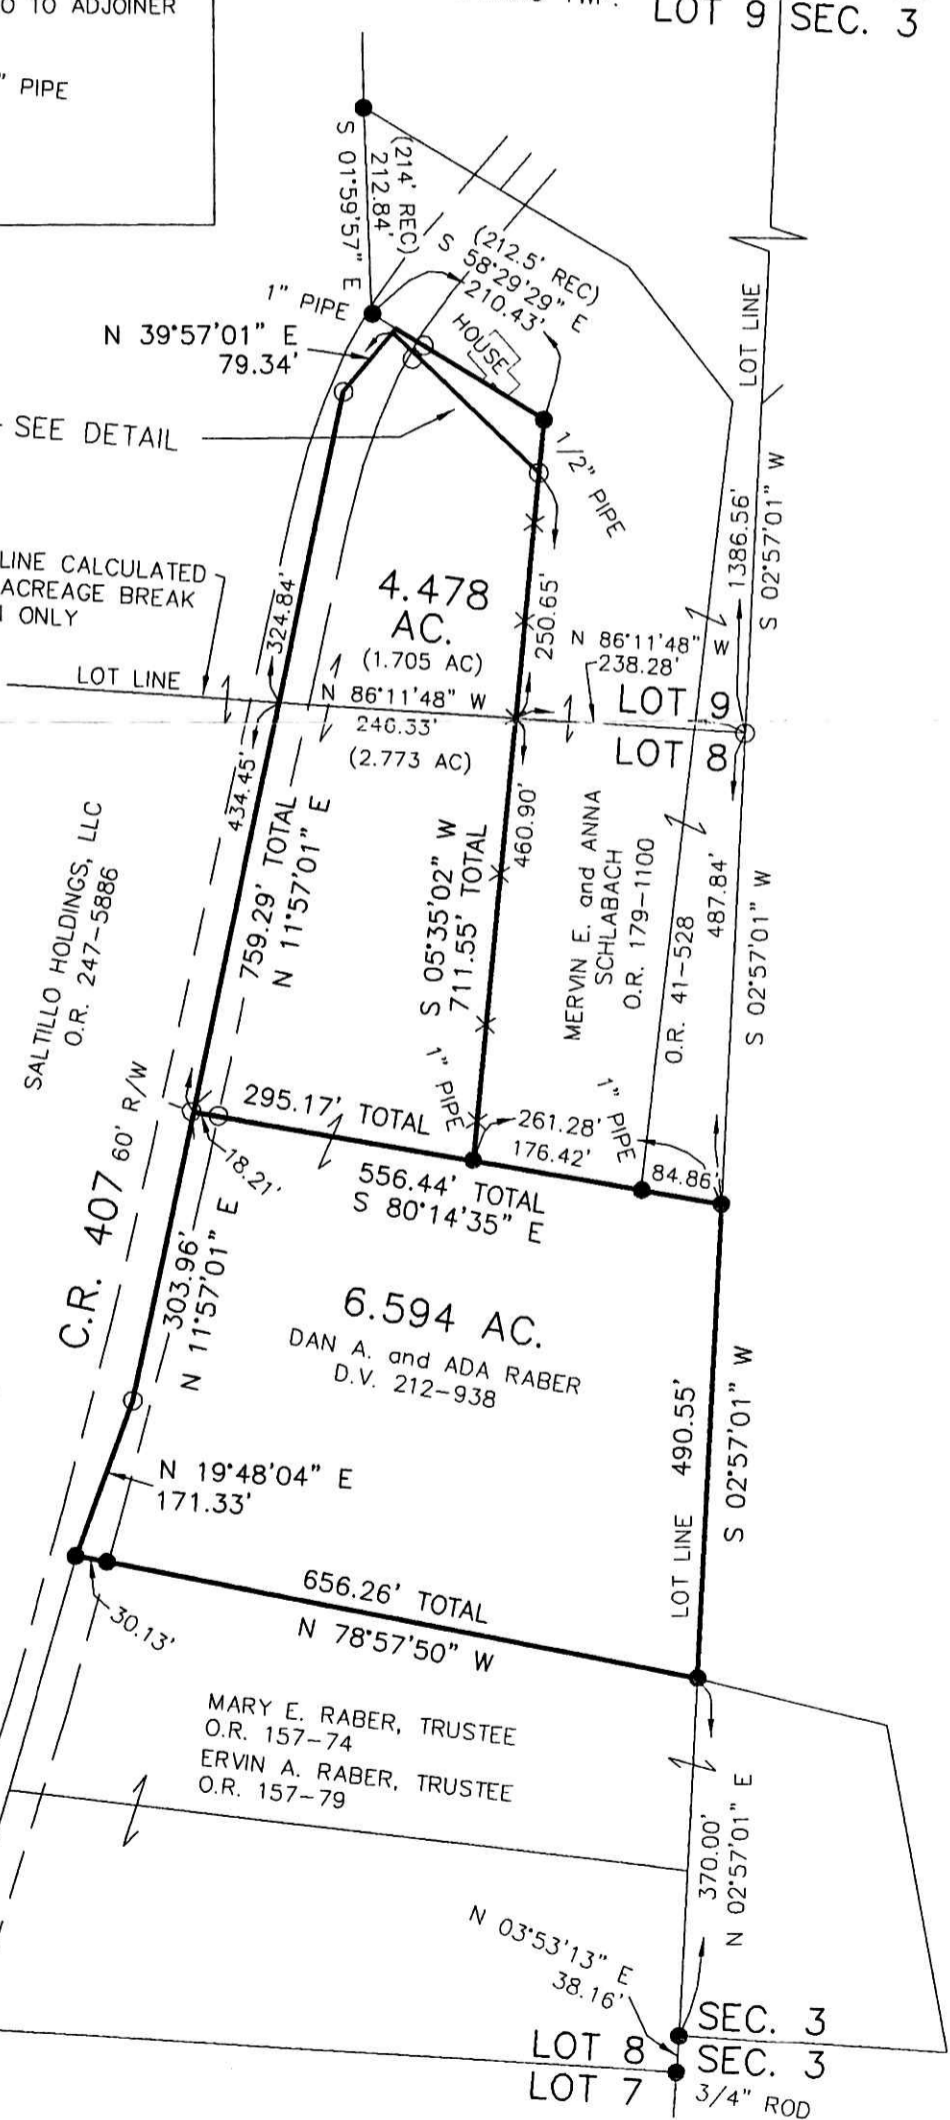 O TO ADJOINER
" PIPE
LOT 9
SEC. 3
S 01°59'57" E
212.84'
(214' REC)
(212.5' REC)
S 58°29'29" E
210.43'
1" PIPE
HOUSE
N 39°57'01" E
79.34'
SEE DETAIL
1/2" PIPE
LOT LINE
1386.56'
S 02°57'01" W
LINE CALCULATED
ACREAGE BREAK
ONLY
324.84'
4.478
AC.
(1.705 AC)
250.65'
N 86°11'48" W
238.28'
LOT LINE
N 86°11'48" W
246.33'
(2.773 AC)
LOT 9
LOT 8
434.45'
759.29' TOTAL
N 11°57'01" E
S 05°35'02" W
711.55' TOTAL
460.90'
MERVIN E. and ANNA
SCHLABACH
O.R. 179-1100
O.R. 41-528
487.84'
S 02°57'01" W
SALTILLO HOLDINGS, LLC
O.R. 247-5886
1" PIPE
1" PIPE
295.17' TOTAL
261.28'
176.42'
84.86'
18.21'
556.44' TOTAL
S 80°14'35" E
C.R. 407 60' R/W
303.96'
N 11°57'01" E
6.594 AC.
DAN A. and ADA RABER
D.V. 212-938
LOT LINE 490.55'
S 02°57'01" W
N 19°48'04" E
171.33'
656.26' TOTAL
N 78°57'50" W
30.13'
MARY E. RABER, TRUSTEE
O.R. 157-74
ERVIN A. RABER, TRUSTEE
O.R. 157-79
370.00'
N 02°57'01" E
N 03°53'13" E
38.16'
SEC. 3
LOT 8
SEC. 3
LOT 7
3/4" ROD